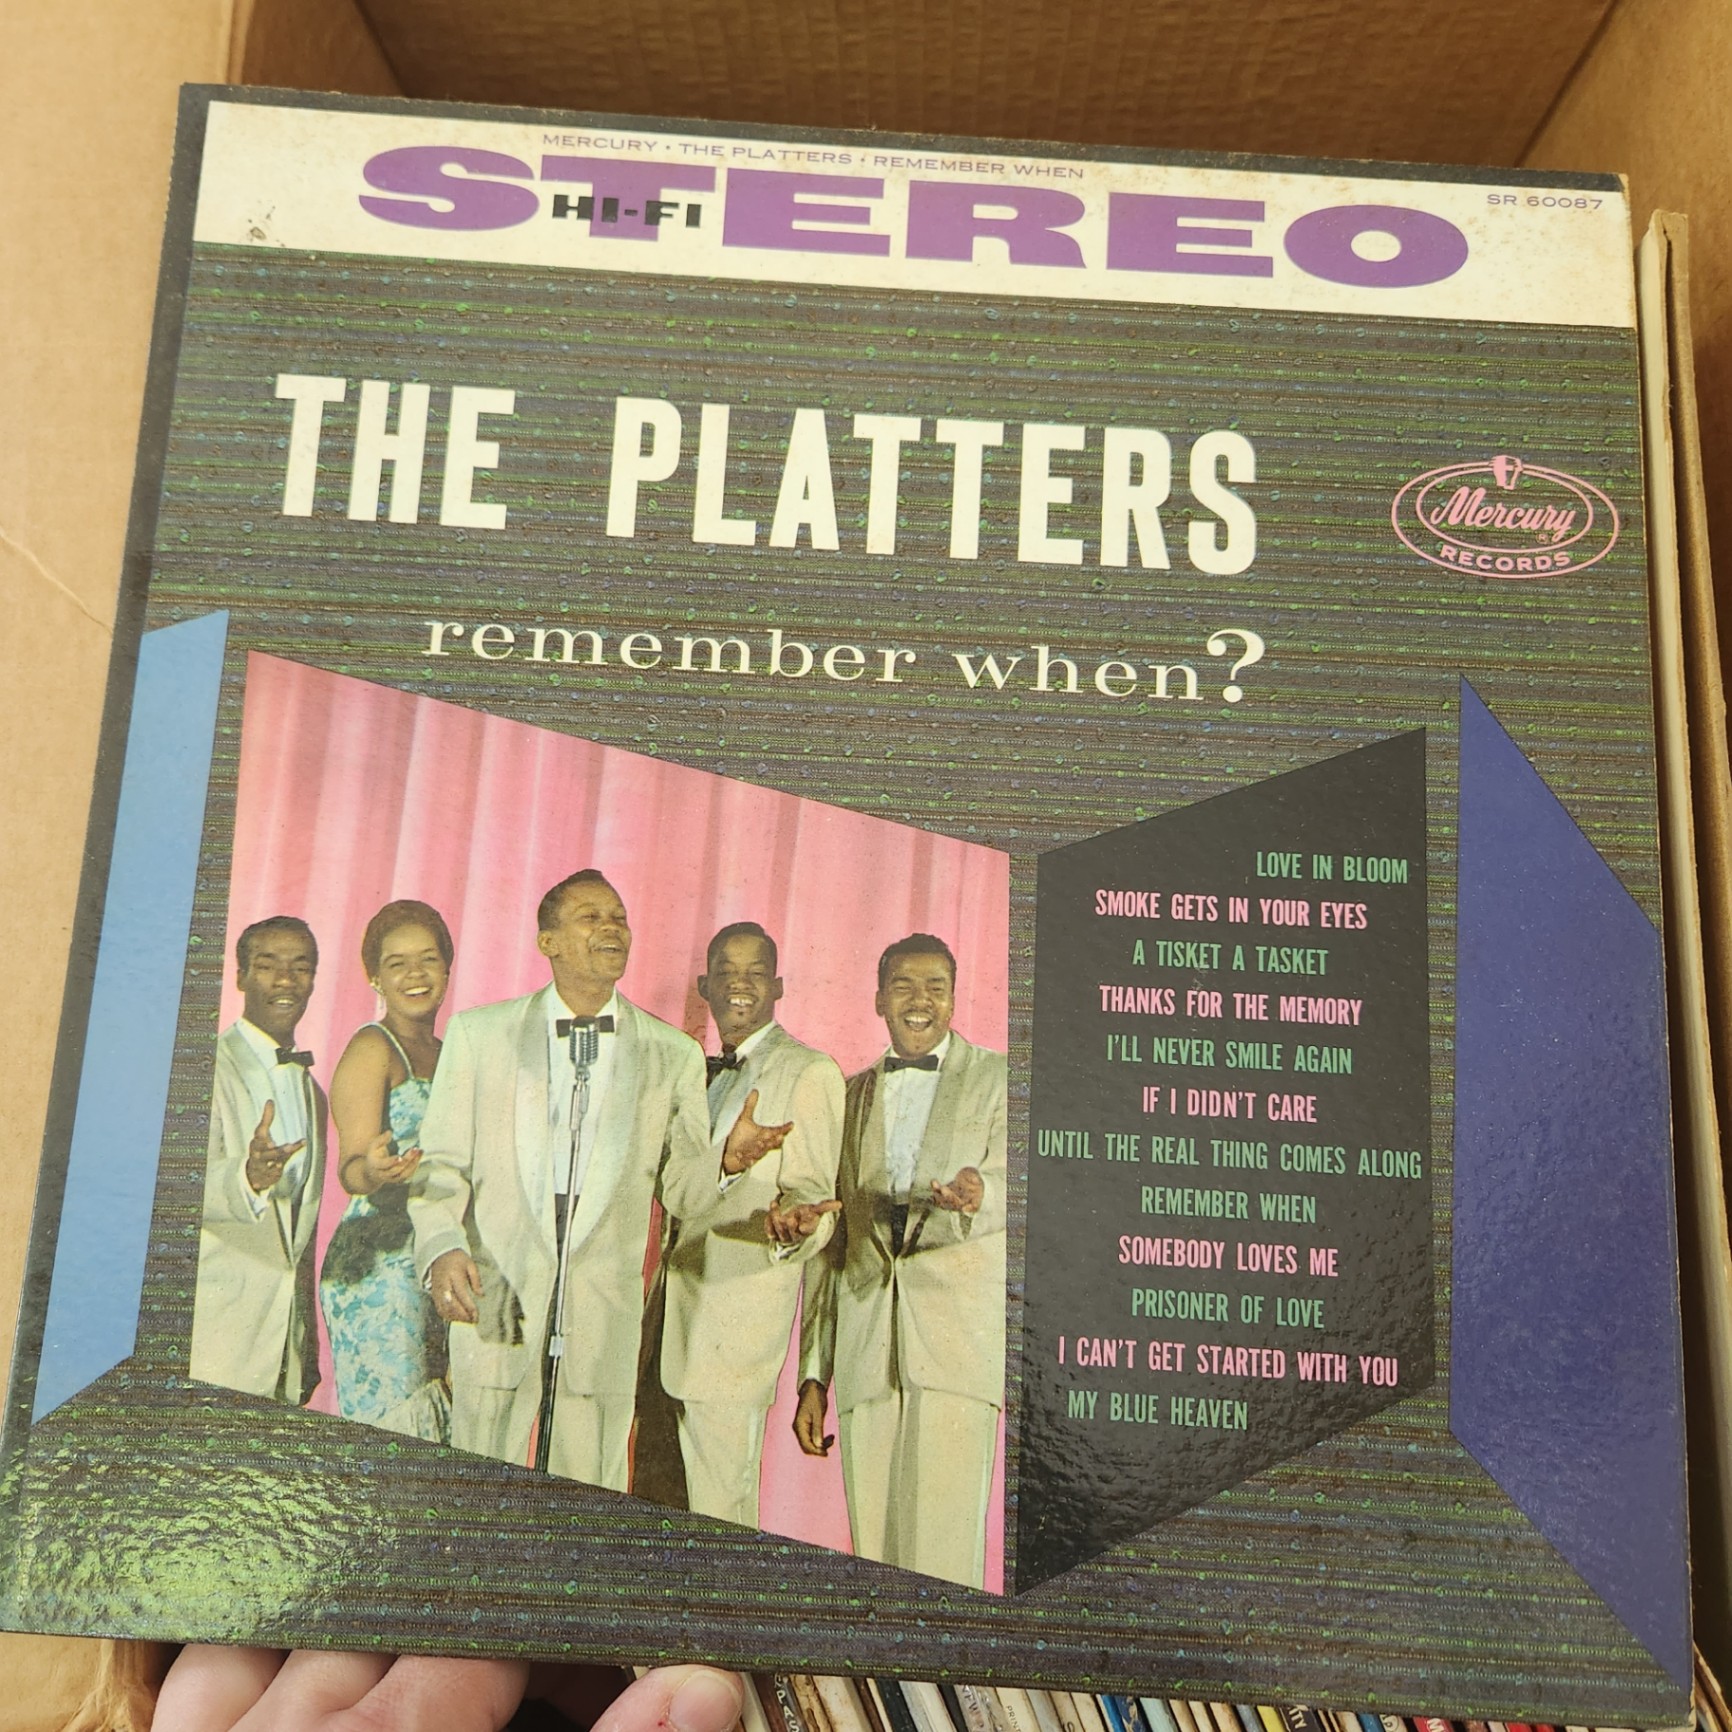 MERCURY • THE PLATTERS • REMEMBER WHEN
SR 60087
STEREO
HI-FI
THE PLATTERS
Mercury
RECORDS
remember when?
LOVE IN BLOOM
SMOKE GETS IN YOUR EYES
A TISKET A TASKET
THANKS FOR THE MEMORY
I'LL NEVER SMILE AGAIN
IF I DIDN'T CARE
UNTIL THE REAL THING COMES ALONG
REMEMBER WHEN
SOMEBODY LOVES ME
PRISONER OF LOVE
I CAN'T GET STARTED WITH YOU
MY BLUE HEAVEN